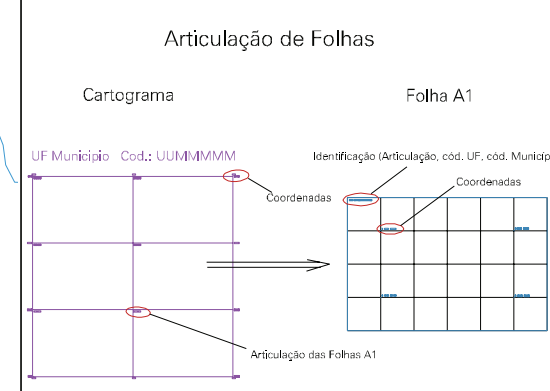 Articulação de Folhas
Cartograma
Folha A1
UF Municipio Cod.: UUMMMMM
Identificação (Articulação, cód. UF, cód. Municíp
Coordenadas
Coordenadas
Articulação das Folhas A1